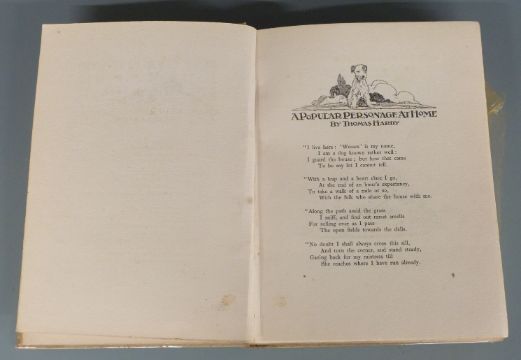 A POPULAR PERSONAGE AT HOME
BY THOMAS HARDY
"I live here: 'Wessex' is my name,
I am a dog known rather well:
I guard the house; but how that came
To be my lot I cannot tell.
"With a leap and a heart elate I go,
At the end of an hour's expectancy,
To take a walk of a mile or so,
With the folk who share the house with me.
"Along the path amid the grass
I sniff, and find out rarest smells
For rolling over as I pass
The open fields towards the dells.
"No doubt I shall always cross this sill,
And turn the corner, and stand steady,
Gazing back for my mistress till
She reaches where I have run already.
9